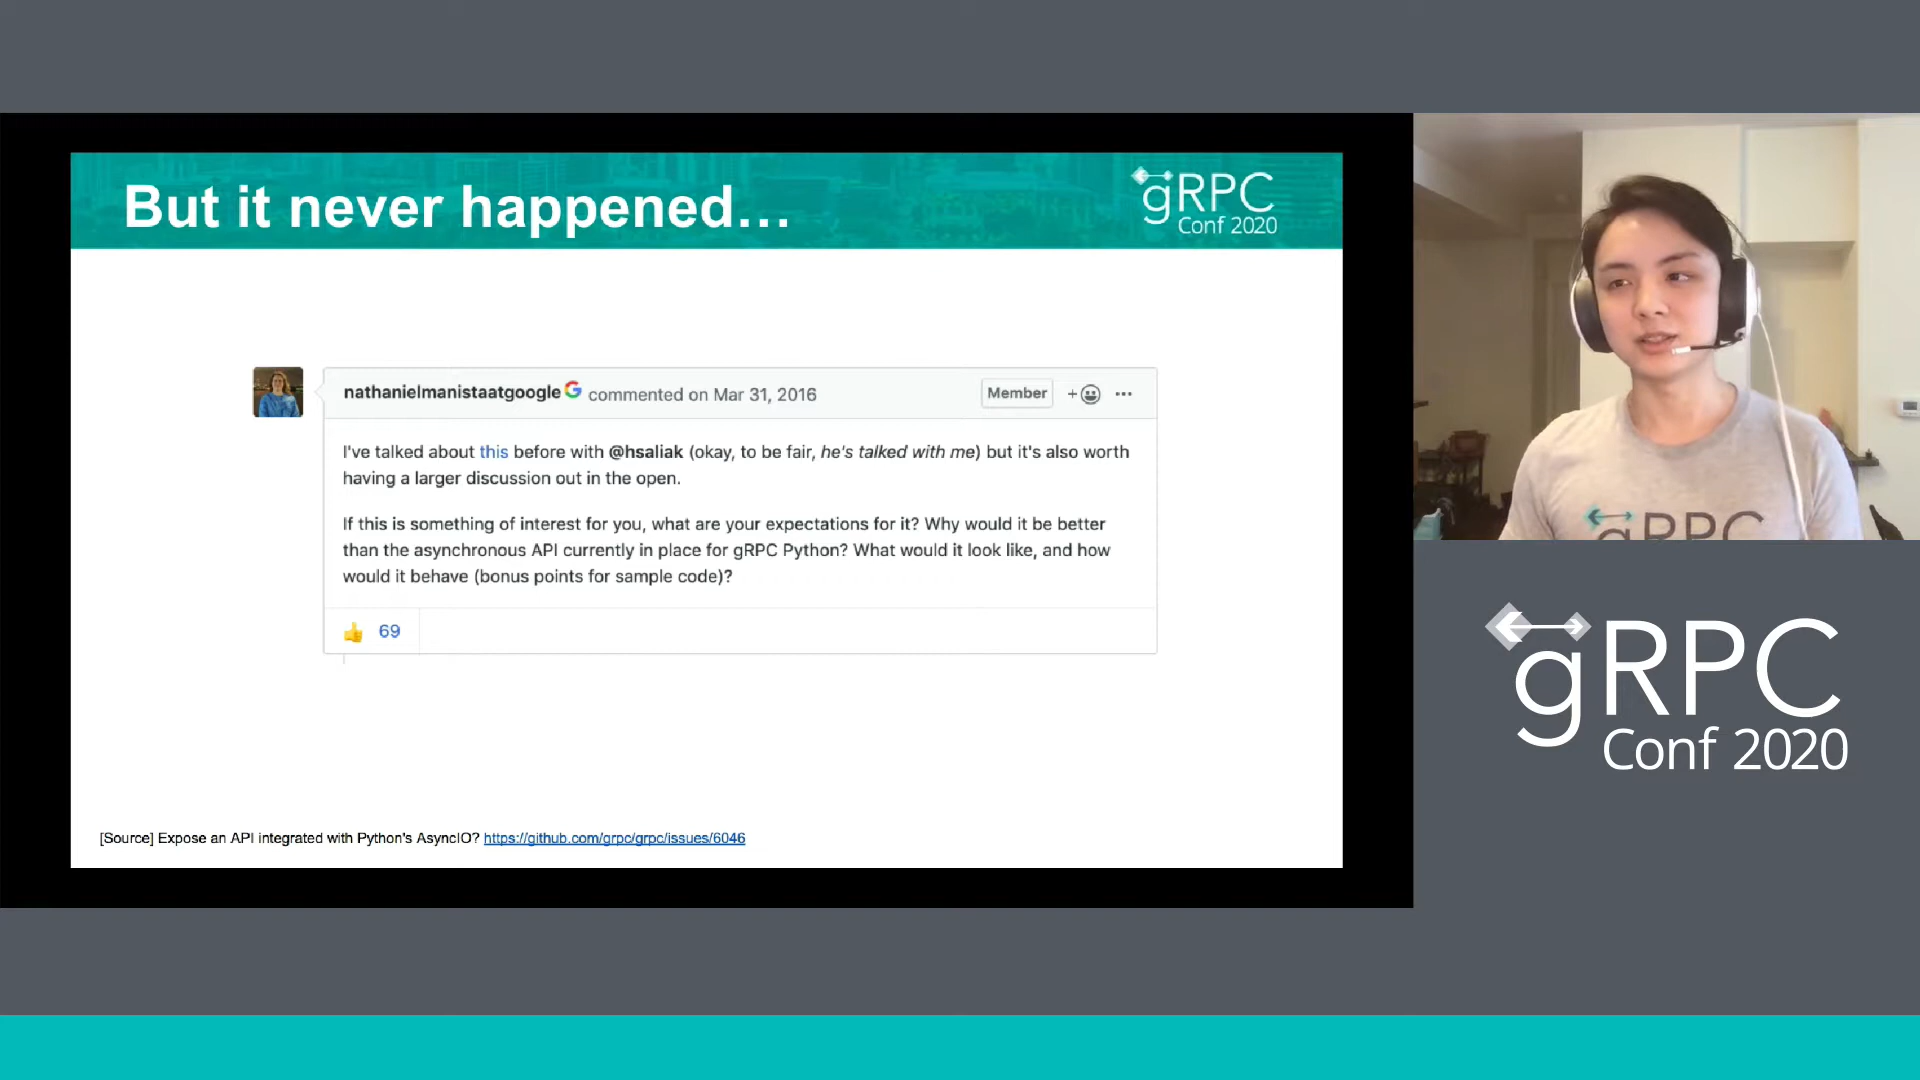 But it never happened...
gRPC
Conf 2020
nathanielmanistaatgoogle commented on Mar 31, 2016
Member
I've talked about this before with @hsaliak (okay, to be fair, he's talked with me) but it's also worth
having a larger discussion out in the open.
If this is something of interest for you, what are your expectations for it? Why would it be better
than the asynchronous API currently in place for gRPC Python? What would it look like, and how
would it behave (bonus points for sample code)?
69
[Source] Expose an API integrated with Python's AsyncIO? https://github.com/grpc/grpc/issues/6046
gRPC
gRPC
Conf 2020